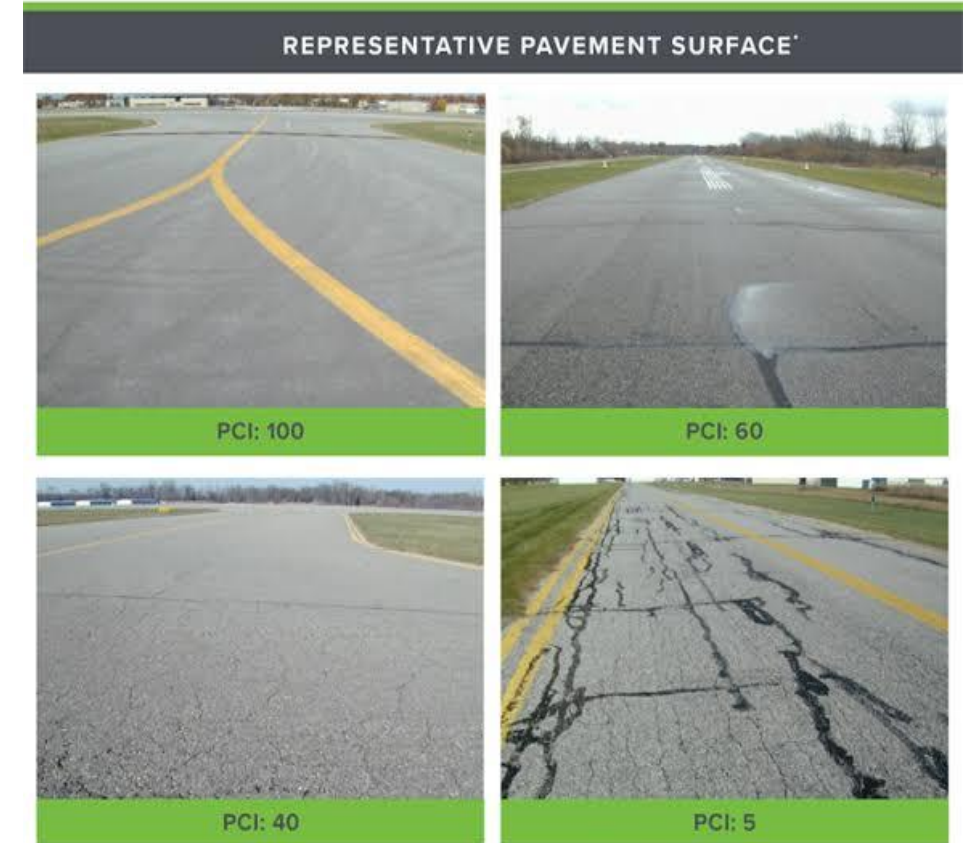 REPRESENTATIVE PAVEMENT SURFACE*
PCI: 100
PCI: 60
PCI: 40
PCI: 5